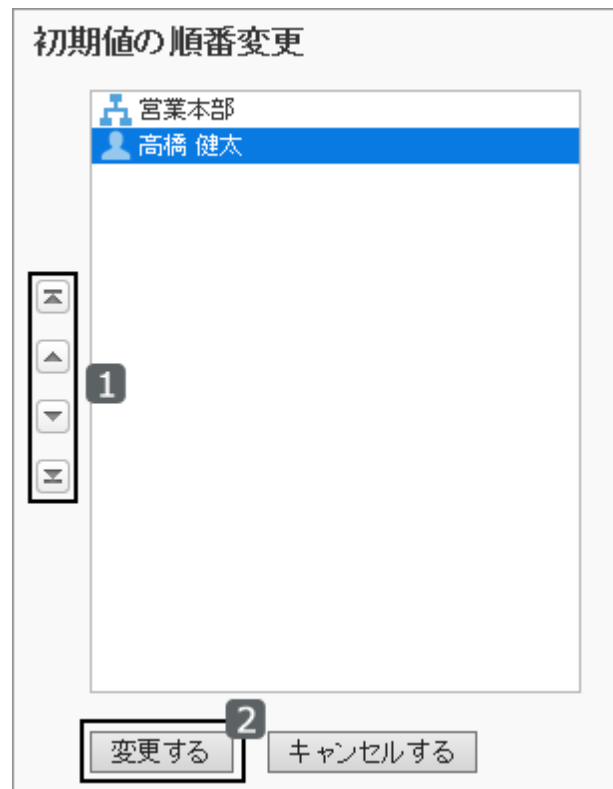 初期値の順番変更
営業本部
高橋 健太
1
2
変更する
キャンセルする